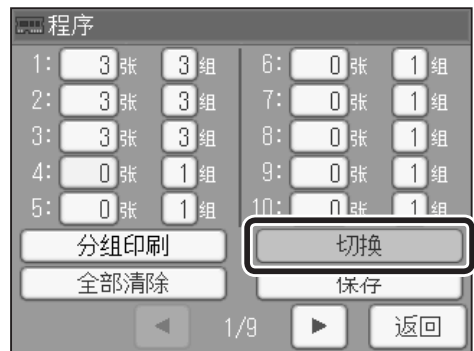 程序
1: 3 张 3 组 6: 0 张 1 组
2: 3 张 3 组 7: 0 张 1 组
3: 3 张 3 组 8: 0 张 1 组
4: 0 张 1 组 9: 0 张 1 组
5: 0 张 1 组 10: 0 张 1 组
分组印刷 切换
全部清除 保存
◀ 1/9 ▶ 返回